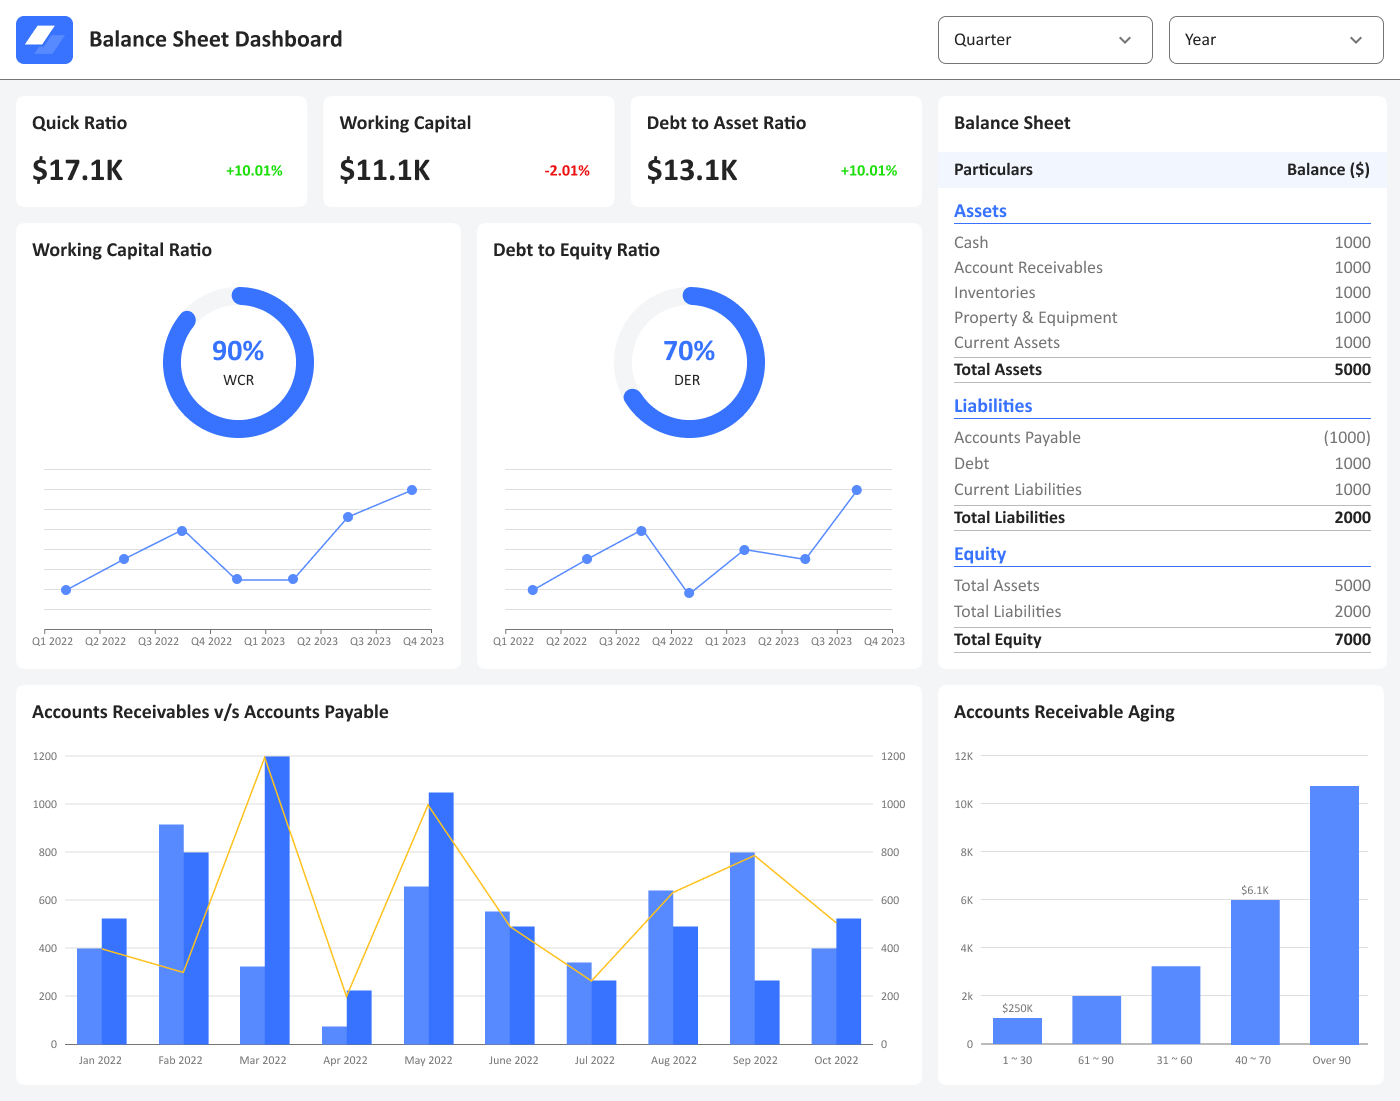 Balance Sheet Dashboard
Quarter
Year
Quick Ratio
$17.1K +10.01%
Working Capital
$11.1K -2.01%
Debt to Asset Ratio
$13.1K +10.01%
Working Capital Ratio
90%
WCR
Q1 2022 Q2 2022 Q3 2022 Q4 2022 Q1 2023 Q2 2023 Q3 2023 Q4 2023
Debt to Equity Ratio
70%
DER
Q1 2022 Q2 2022 Q3 2022 Q4 2022 Q1 2023 Q2 2023 Q3 2023 Q4 2023
Balance Sheet
Particulars Balance ($)
Assets
Cash 1000
Account Receivables 1000
Inventories 1000
Property & Equipment 1000
Current Assets 1000
Total Assets 5000
Liabilities
Accounts Payable (1000)
Debt 1000
Current Liabilities 1000
Total Liabilities 2000
Equity
Total Assets 5000
Total Liabilities 2000
Total Equity 7000
Accounts Receivables v/s Accounts Payable
1200 1200
1000 1000
800 800
600 600
400 400
200 200
0 0
Jan 2022 Fab 2022 Mar 2022 Apr 2022 May 2022 June 2022 Jul 2022 Aug 2022 Sep 2022 Oct 2022
Accounts Receivable Aging
12K
10K
8K
$6.1K
6K
4K
2k
$250K
0
1 ~ 30 61 ~ 90 31 ~ 60 40 ~ 70 Over 90